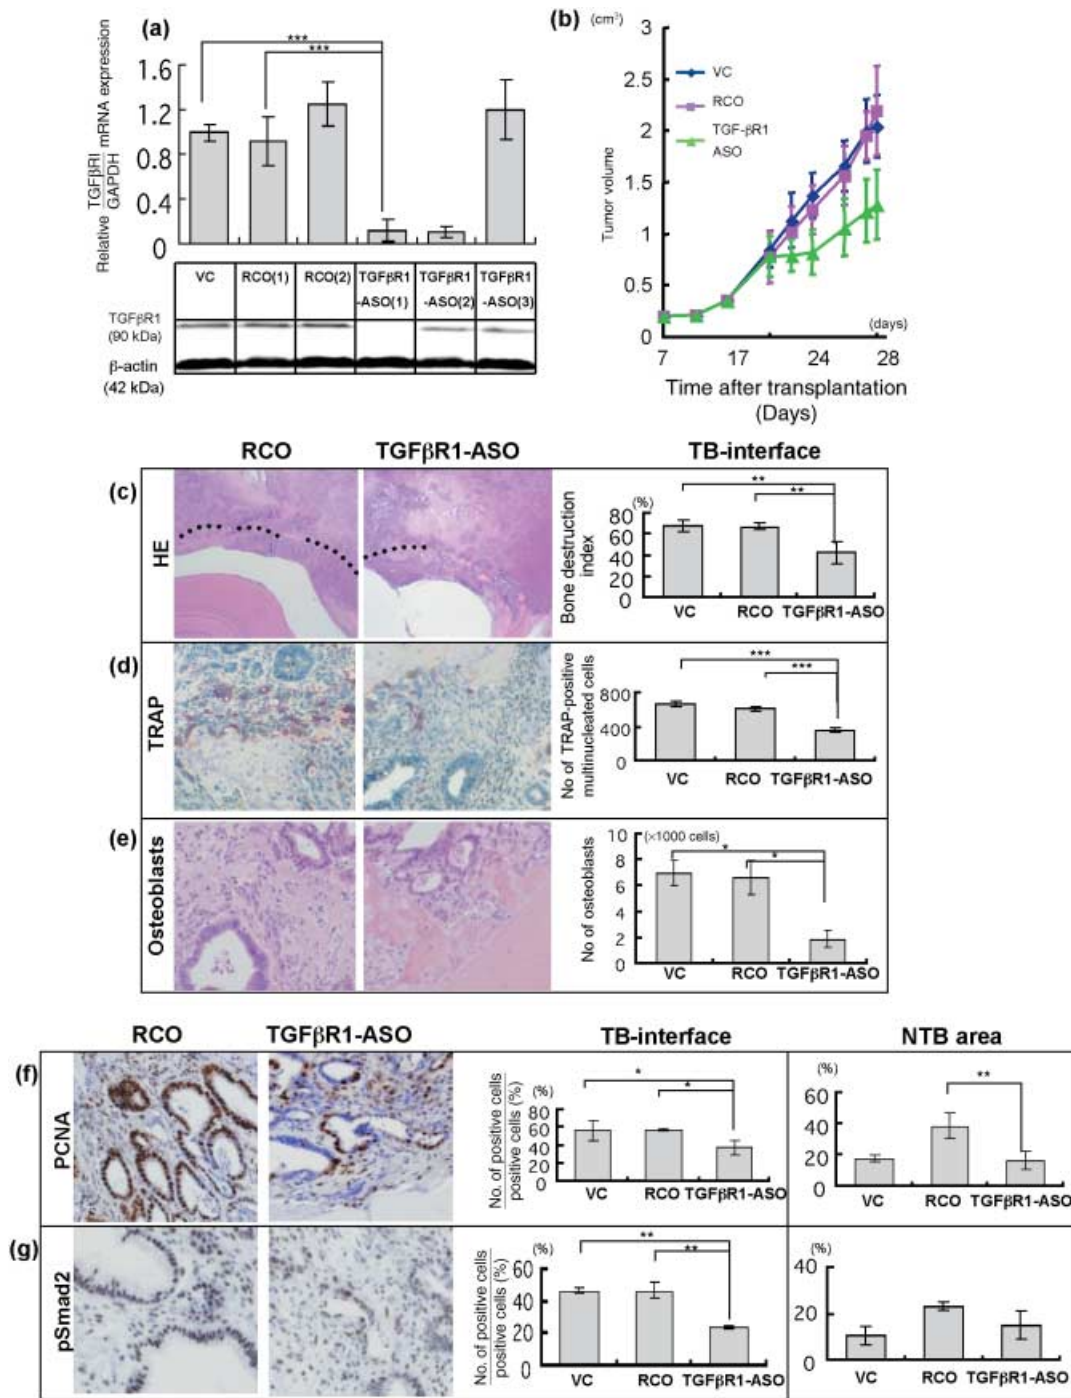 (a)
***
***
1.6
1.2
0.8
0.4
0
Relative TGFβRI GAPDH mRNA expression
VC RCO(1) RCO(2) TGFβR1 TGFβR1 TGFβR1
-ASO(1) -ASO(2) -ASO(3)
TGFβR1
(90 kDa)
β-actin
(42 kDa)
(b) (cm³)
3
2.5
2
1.5
1
0.5
0
Tumor volume
VC
RCO
TGF-βR1
ASO
(days)
7 17 24 28
Time after transplantation
(Days)
RCO TGFβR1-ASO TB-interface
(c)
HE
Bone destruction
index
(%)
80
60
40
20
0
**
**
VC RCO TGFβR1-ASO
(d)
TRAP
No of TRAP-positive
multinucleated cells
800
400
0
***
***
VC RCO TGFβR1-ASO
(e)
Osteoblasts
No of osteoblasts
10
8
6
4
2
0
(×1000 cells)
*
*
VC RCO TGFβR1-ASO
RCO TGFβR1-ASO TB-interface NTB area
(f)
PCNA
No. of positive cells
positive cells (%)
(%)
80
60
40
20
0
*
*
VC RCO TGFβR1-ASO
(%)
60
40
20
0
**
VC RCO TGFβR1-ASO
(g)
pSmad2
No. of positive cells
positive cells (%)
(%)
60
40
20
0
**
**
VC RCO TGFβR1-ASO
(%)
40
20
0
VC RCO TGFβR1-ASO